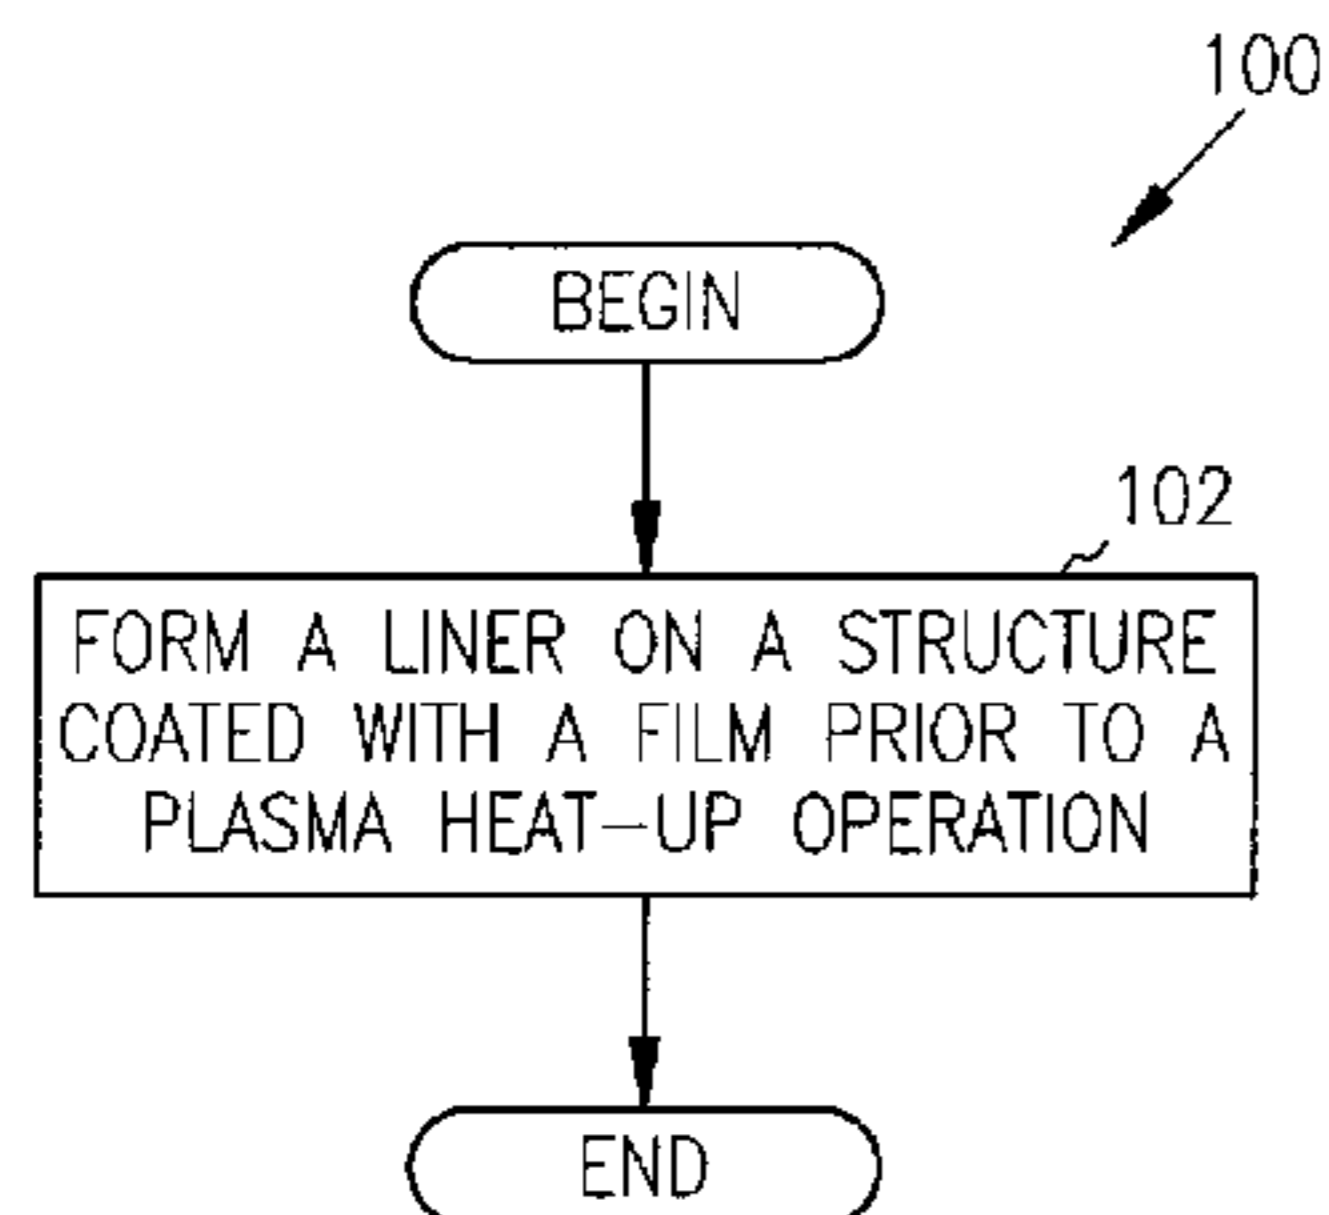 100
BEGIN
102
FORM A LINER ON A STRUCTURE
COATED WITH A FILM PRIOR TO A
PLASMA HEAT-UP OPERATION
END